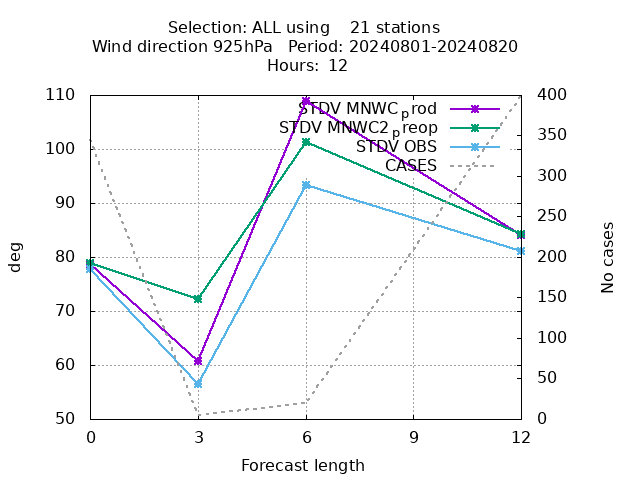 Selection: ALL using    21 stations
Wind direction 925hPa   Period: 20240801-20240820
Hours: 12
110
100
90
80
70
60
50
400
350
300
250
200
150
100
50
0
STDV MNWC_prod
STDV MNWC2_preop
STDV OBS
CASES
deg
No cases
0
3
6
9
12
Forecast length